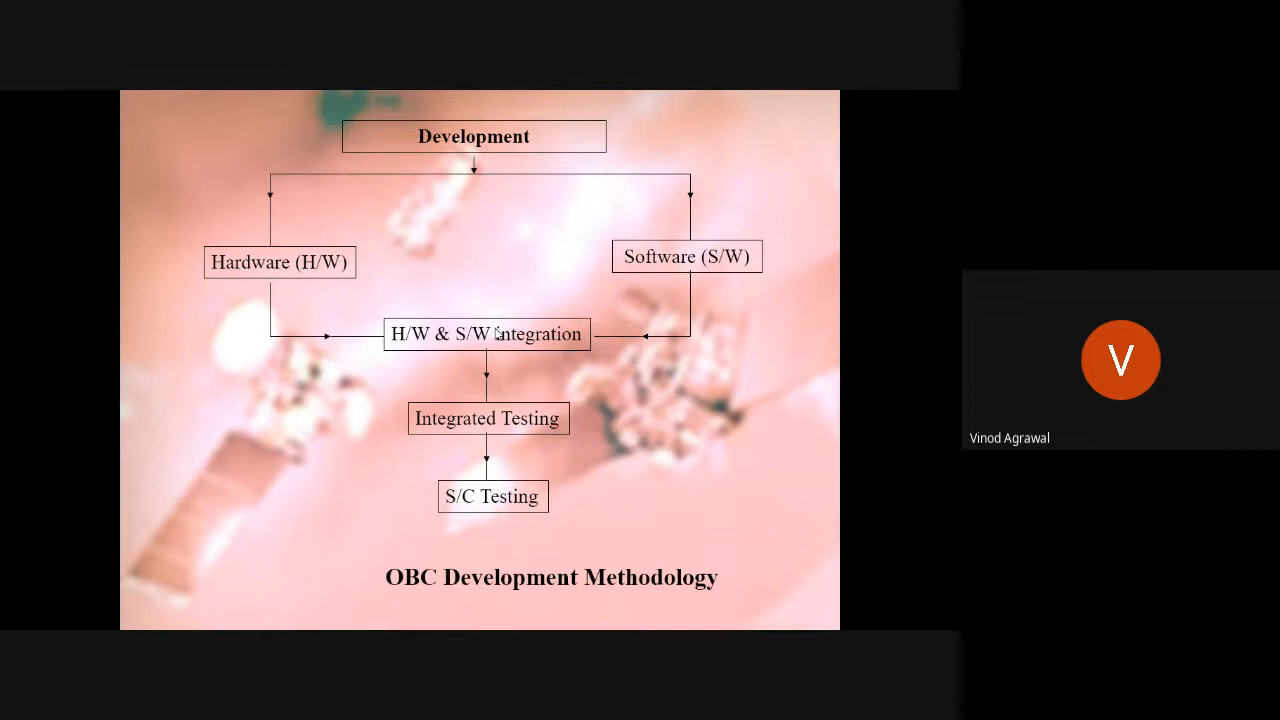 Development
Hardware (H/W)
Software (S/W)
H/W & S/W Integration
Integrated Testing
S/C Testing
OBC Development Methodology
V
Vinod Agrawal